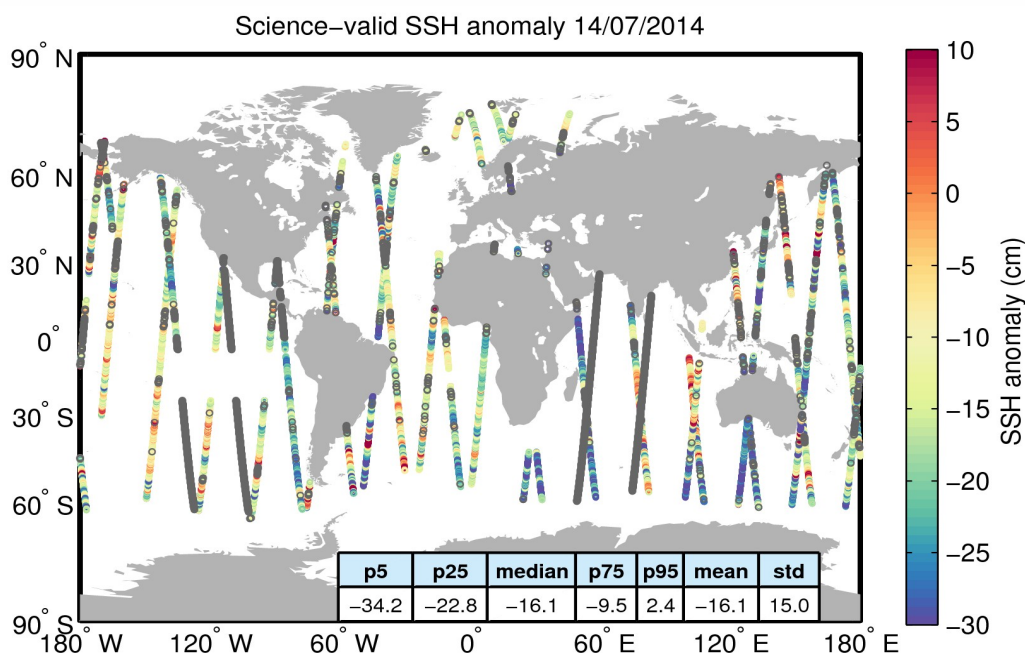 Science−valid SSH anomaly 14/07/2014
90° N
60° N
30° N
0°
30° S
60° S
90° S
180° W
120° W
60° W
0°
60° E
120° E
180° E
p5 p25 median p75 p95 mean std
−34.2 −22.8 −16.1 −9.5 2.4 −16.1 15.0
10
5
0
−5
−10
−15
−20
−25
−30
SSH anomaly (cm)